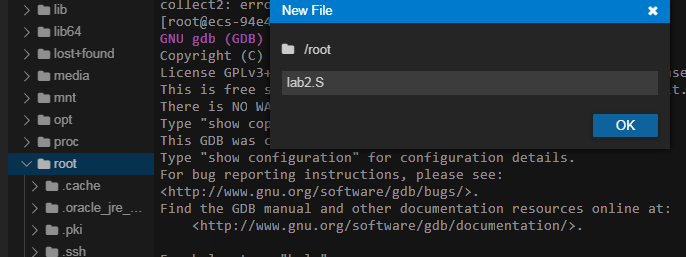 lib
lib64
lost+found
media
mnt
opt
proc
root
.cache
.oracle_jre_...
.pki
.ssh
collect2: erro
[root@ecs-94e4
GNU gdb (GDB)
Copyright (C)
License GPLv3+
This is free s
There is NO WA
Type "show cop
This GDB was c
Type "show configuration" for configuration details.
For bug reporting instructions, please see:
<http://www.gnu.org/software/gdb/bugs/>.
Find the GDB manual and other documentation resources online at:
<http://www.gnu.org/software/gdb/documentation/>.
New File
/root
lab2.S
OK